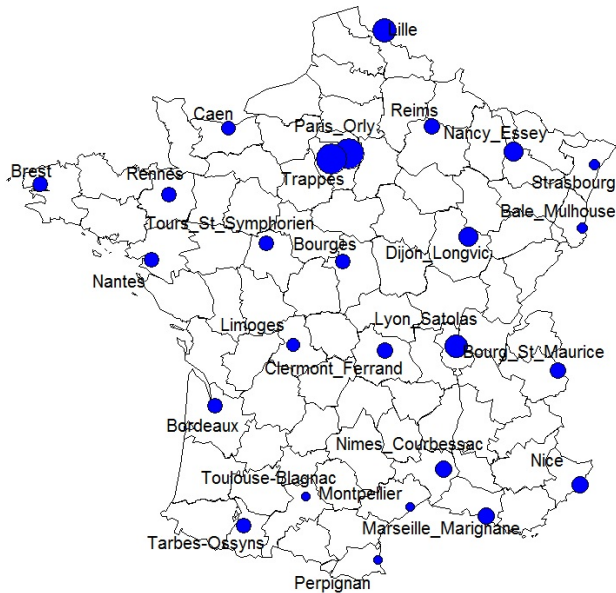 Lille
Caen
Paris_Orly
Reims
Nancy_Essey
Brest
Rennes
Trappes
Strasbourg
Tours_St_Symphorien
Bale_Mulhouse
Bourges
Dijon_Longvic
Nantes
Limoges
Lyon_Satolas
Bourg_St_Maurice
Clermont_Ferrand
Bordeaux
Nimes_Courbessac
Nice
Toulouse-Blagnac
Montpellier
Marseille_Marignane
Tarbes-Ossyns
Perpignan